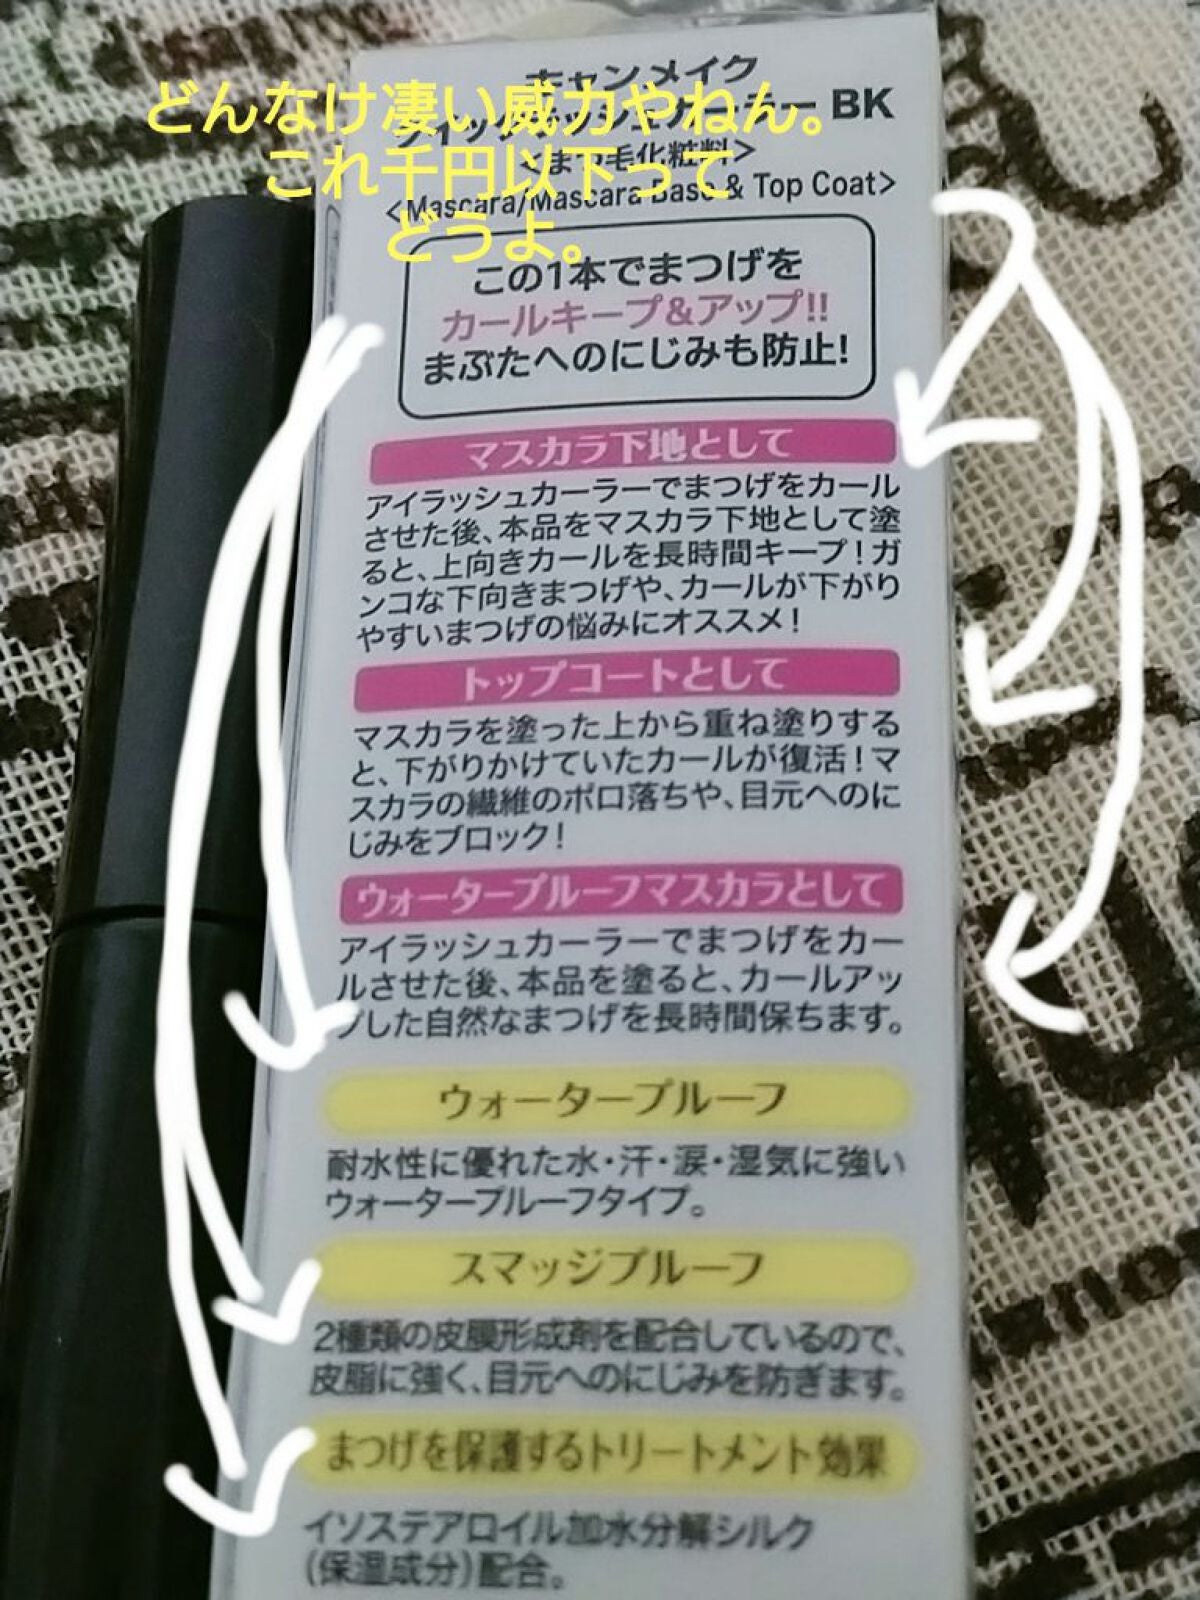 どんなけ凄い威力やねん。
これ千円以下って
どうよ。
キャンメイク
クイックラッシュカーラー BK
<まつ毛化粧料>
<Mascara/Mascara Base & Top Coat>
この1本でまつげを
カールキープ&アップ!!
まぶたへのにじみも防止!
マスカラ下地として
アイラッシュカーラーでまつげをカール
させた後、本品をマスカラ下地として塗
ると、上向きカールを長時間キープ!ガ
ンコな下向きまつげや、カールが下がり
やすいまつげの悩みにオススメ!
トップコートとして
マスカラを塗った上から重ね塗りする
と、下がりかけていたカールが復活!マ
スカラの繊維のポロ落ちや、目元へのに
じみをブロック!
ウォータープルーフマスカラとして
アイラッシュカーラーでまつげをカー
ルさせた後、本品を塗ると、カールアッ
プした自然なまつげを長時間保ちます。
ウォータープルーフ
耐水性に優れた水・汗・涙・湿気に強い
ウォータープルーフタイプ。
スマッジプルーフ
2種類の皮膜形成剤を配合しているので、
皮脂に強く、目元へのにじみを防ぎます。
まつげを保護するトリートメント効果
イソステアロイル加水分解シルク
(保湿成分)配合。